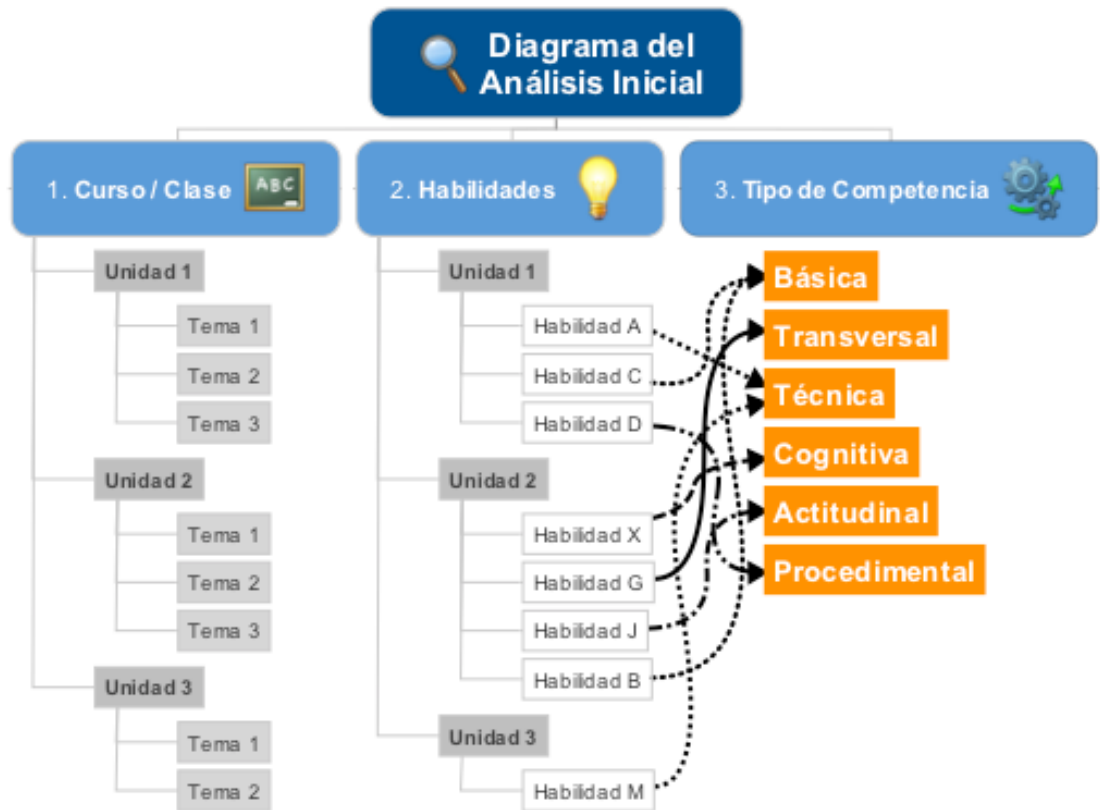 Diagrama del
Análisis Inicial
1. Curso / Clase
ABC
Unidad 1
Tema 1
Tema 2
Tema 3
Unidad 2
Tema 1
Tema 2
Tema 3
Unidad 3
Tema 1
Tema 2
2. Habilidades
Unidad 1
Habilidad A
Habilidad C
Habilidad D
Unidad 2
Habilidad X
Habilidad G
Habilidad J
Habilidad B
Unidad 3
Habilidad M
3. Tipo de Competencia
Básica
Transversal
Técnica
Cognitiva
Actitudinal
Procedimental